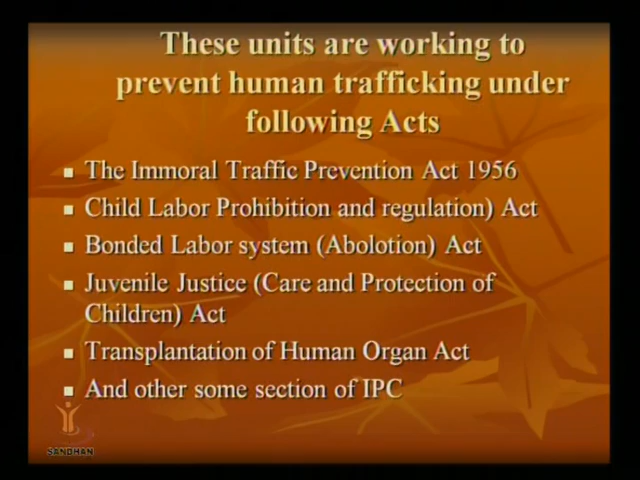 These units are working to
prevent human trafficking under
following Acts
The Immoral Traffic Prevention Act 1956
Child Labor Prohibition and regulation) Act
Bonded Labor system (Abolotion) Act
Juvenile Justice (Care and Protection of
Children) Act
Transplantation of Human Organ Act
And other some section of IPC
SANDHAN